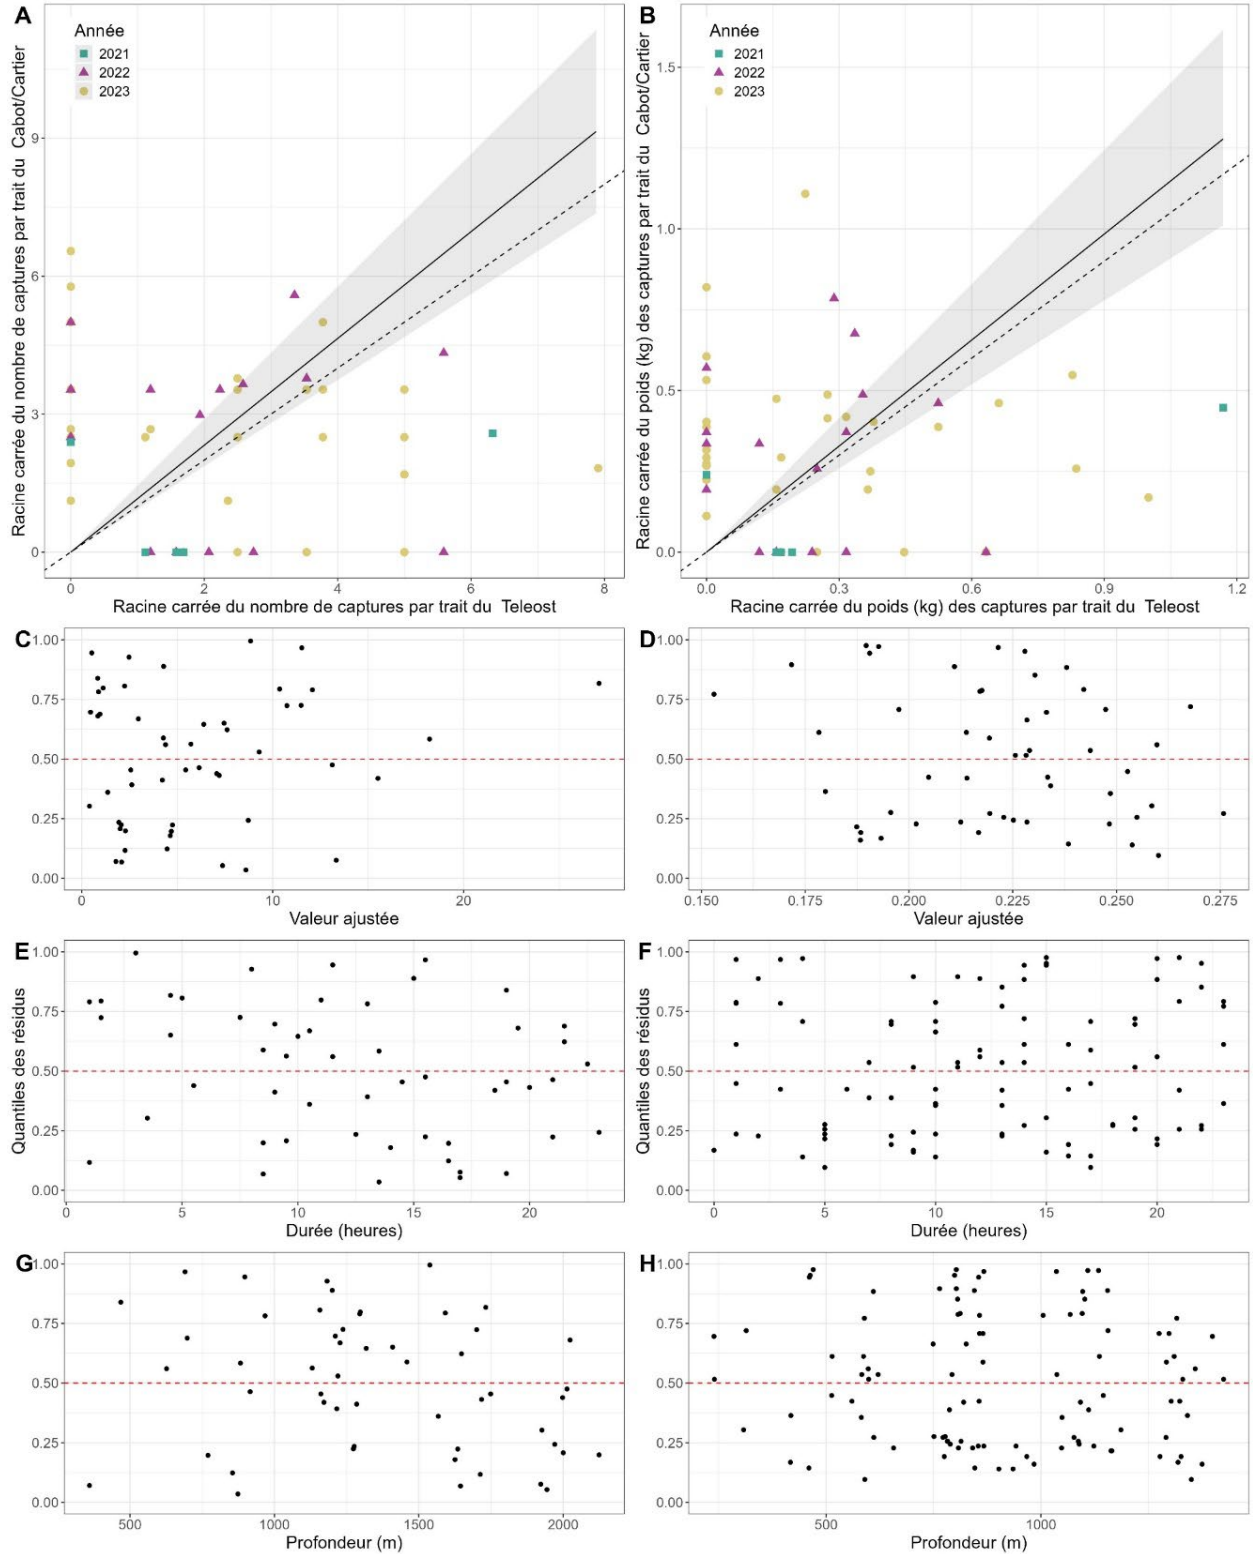 A
Année
2021
2022
2023
Racine carrée du nombre de captures par trait du Cabot/Cartier
9
6
3
0
0 2 4 6 8
Racine carrée du nombre de captures par trait du Teleost
B
Année
2021
2022
2023
Racine carrée du poids (kg) des captures par trait du Cabot/Cartier
1.5
1.0
0.5
0.0
0.0 0.3 0.6 0.9 1.2
Racine carrée du poids (kg) des captures par trait du Teleost
C
1.00
0.75
0.50
0.25
0.00
0 10 20
Valeur ajustée
D
1.00
0.75
0.50
0.25
0.00
0.150 0.175 0.200 0.225 0.250 0.275
Valeur ajustée
E
Quantiles des résidus
1.00
0.75
0.50
0.25
0.00
0 5 10 15 20
Durée (heures)
F
Quantiles des résidus
1.00
0.75
0.50
0.25
0.00
0 5 10 15 20
Durée (heures)
G
1.00
0.75
0.50
0.25
0.00
500 1000 1500 2000
Profondeur (m)
H
1.00
0.75
0.50
0.25
0.00
500 1000
Profondeur (m)